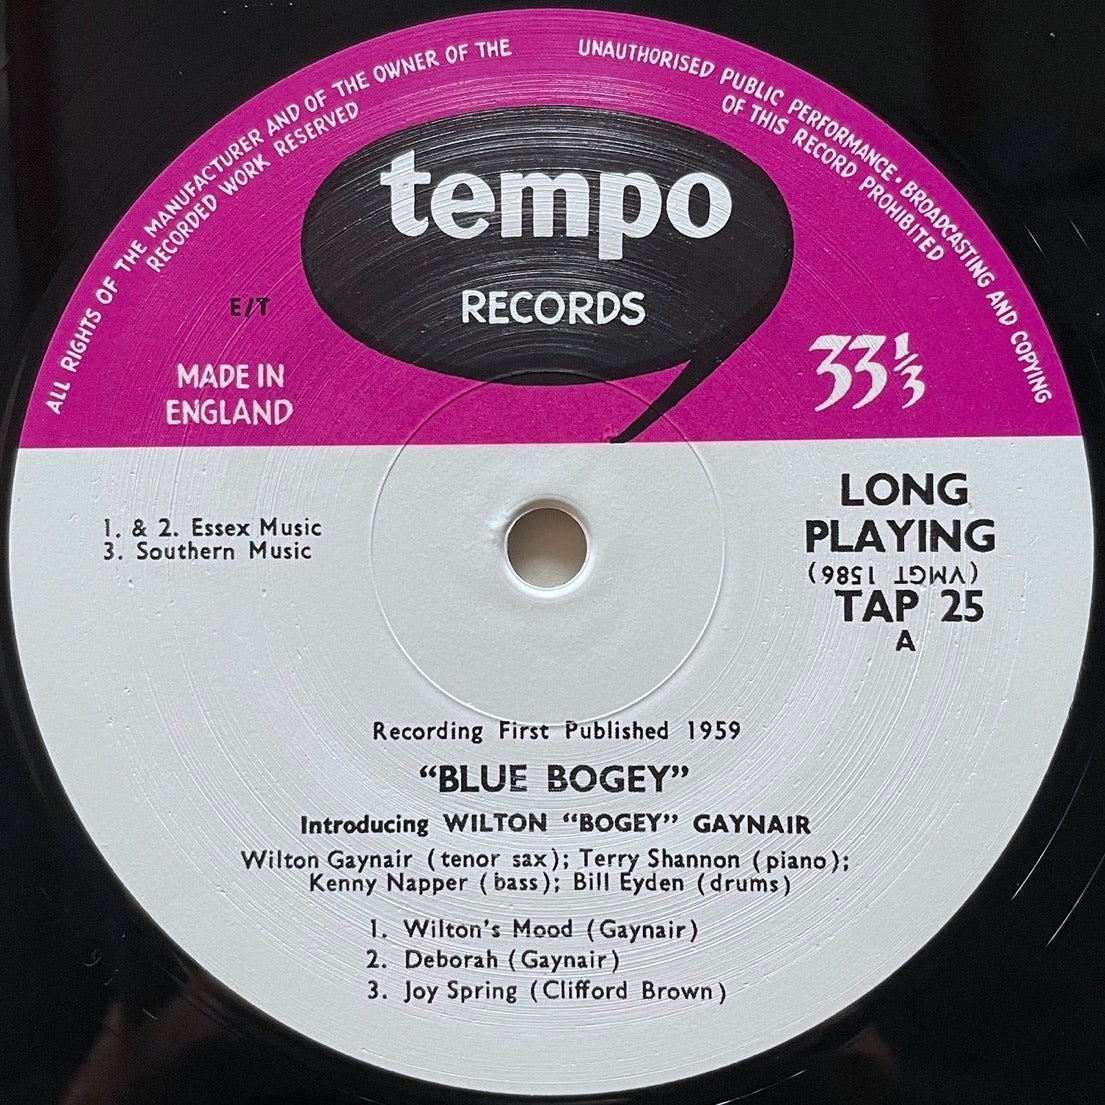 ALL RIGHTS OF THE MANUFACTURER AND OF THE OWNER OF THE
RECORDED WORK RESERVED
UNAUTHORISED PUBLIC PERFORMANCE · BROADCASTING AND COPYING
OF THIS RECORD PROHIBITED
tempo
RECORDS
E/T
MADE IN
ENGLAND
33⅓
LONG
PLAYING
(VMGT 1586)
TAP 25
A
1. & 2. Essex Music
3. Southern Music
Recording First Published 1959
“BLUE BOGEY”
Introducing WILTON “BOGEY” GAYNAIR
Wilton Gaynair (tenor sax); Terry Shannon (piano);
Kenny Napper (bass); Bill Eyden (drums)
1. Wilton's Mood (Gaynair)
2. Deborah (Gaynair)
3. Joy Spring (Clifford Brown)